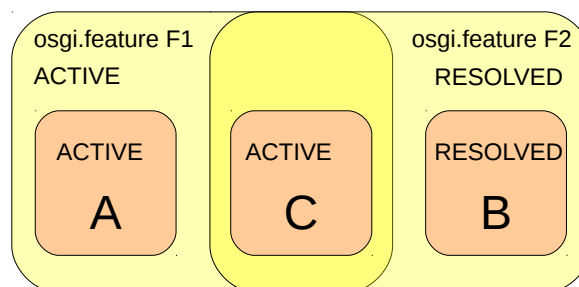 osgi.feature F1
ACTIVE
osgi.feature F2
RESOLVED
ACTIVE
A
ACTIVE
C
RESOLVED
B